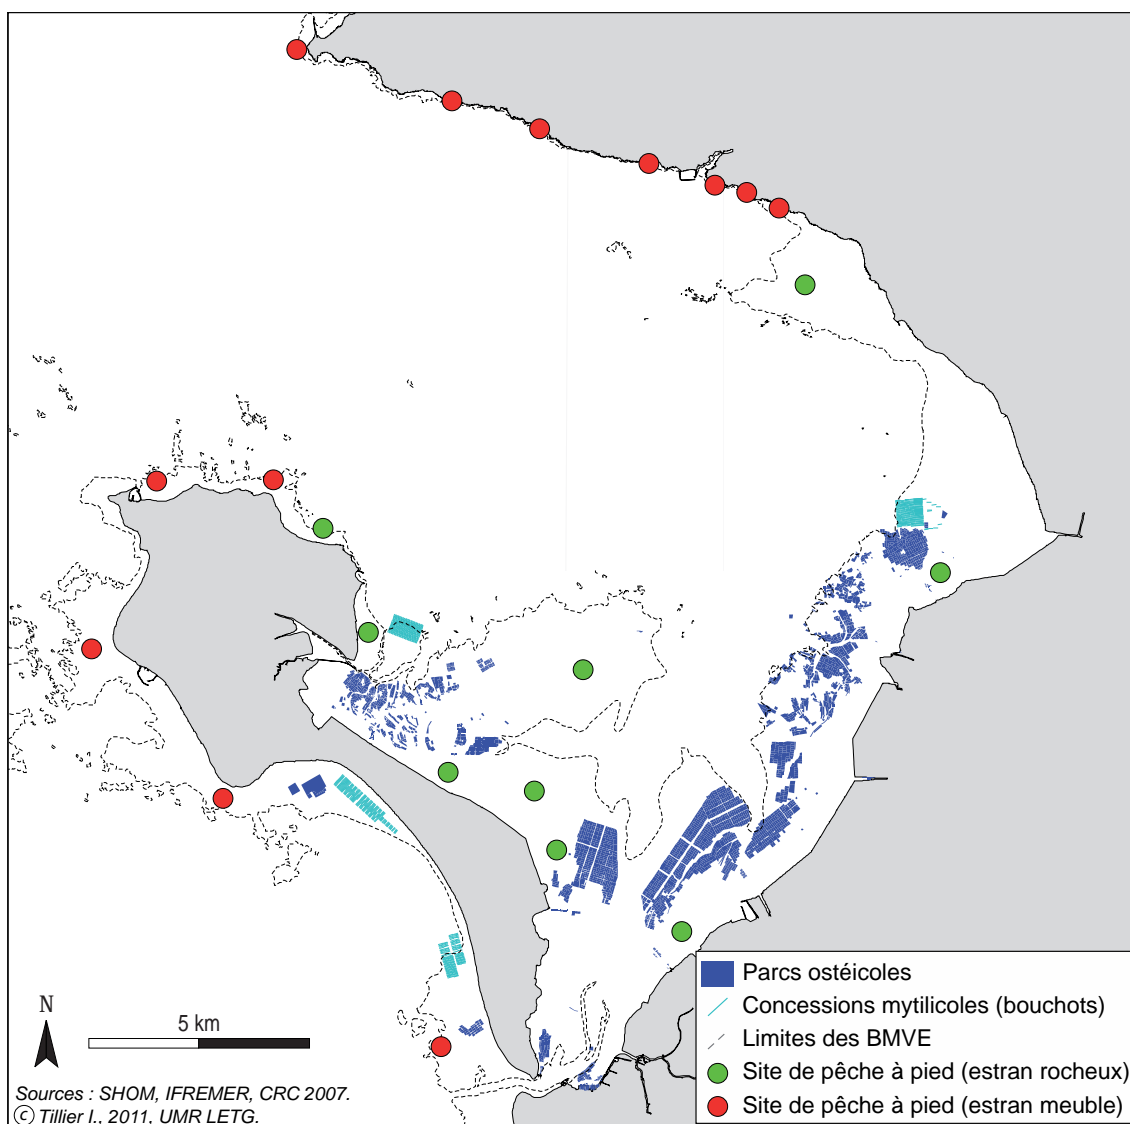 N
5 km
Sources : SHOM, IFREMER, CRC 2007.
© Tillier I., 2011, UMR LETG.
Parcs ostéicoles
Concessions mytilicoles (bouchots)
Limites des BMVE
Site de pêche à pied (estran rocheux)
Site de pêche à pied (estran meuble)